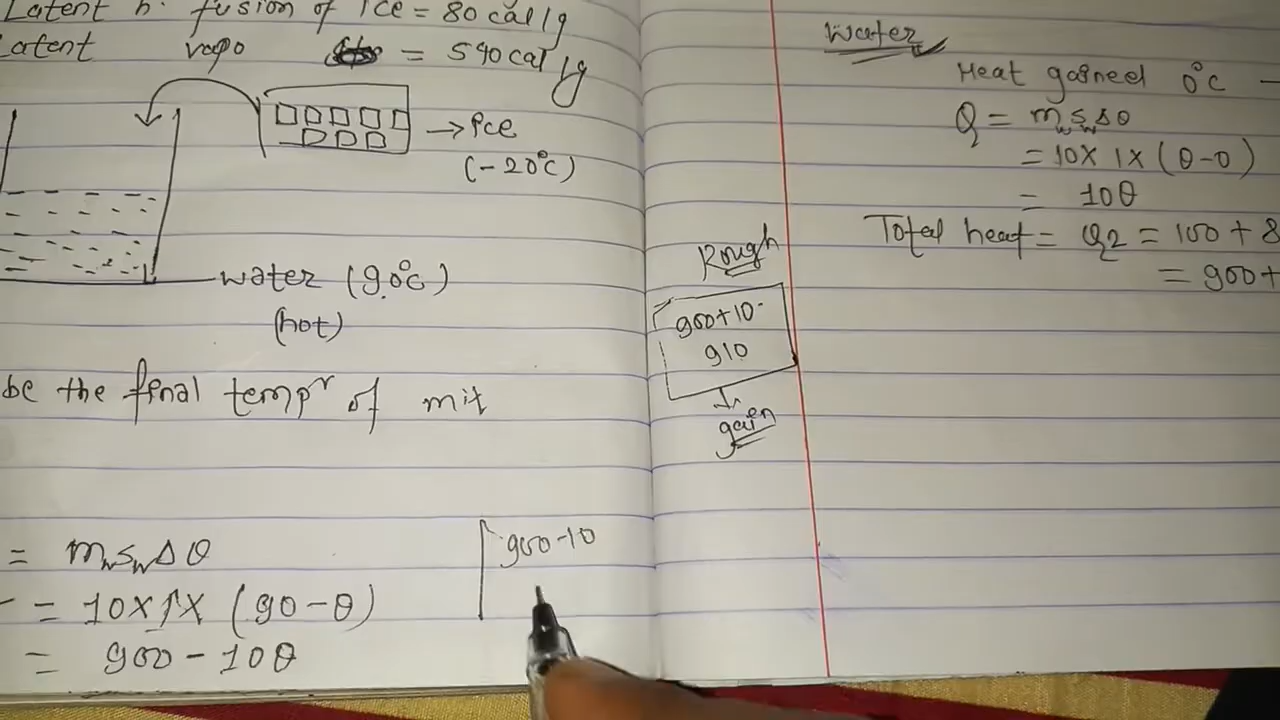 Latent h. fusion of Ice = 80 cal/g
Latent vapo = 540 cal/g
→ Ice
(-20°C)
water (90°C)
(hot)
be the final tempr of mix
= mwswΔθ
= 10×1× (90-θ)
= 900 - 10θ
900-10
Rough
900+10
910
gain
Water
Heat gained 0°C -
Q = mwswΔθ
= 10× 1× (θ-0)
= 10θ
Total heat = Q2 = 100 + 8
= 900+